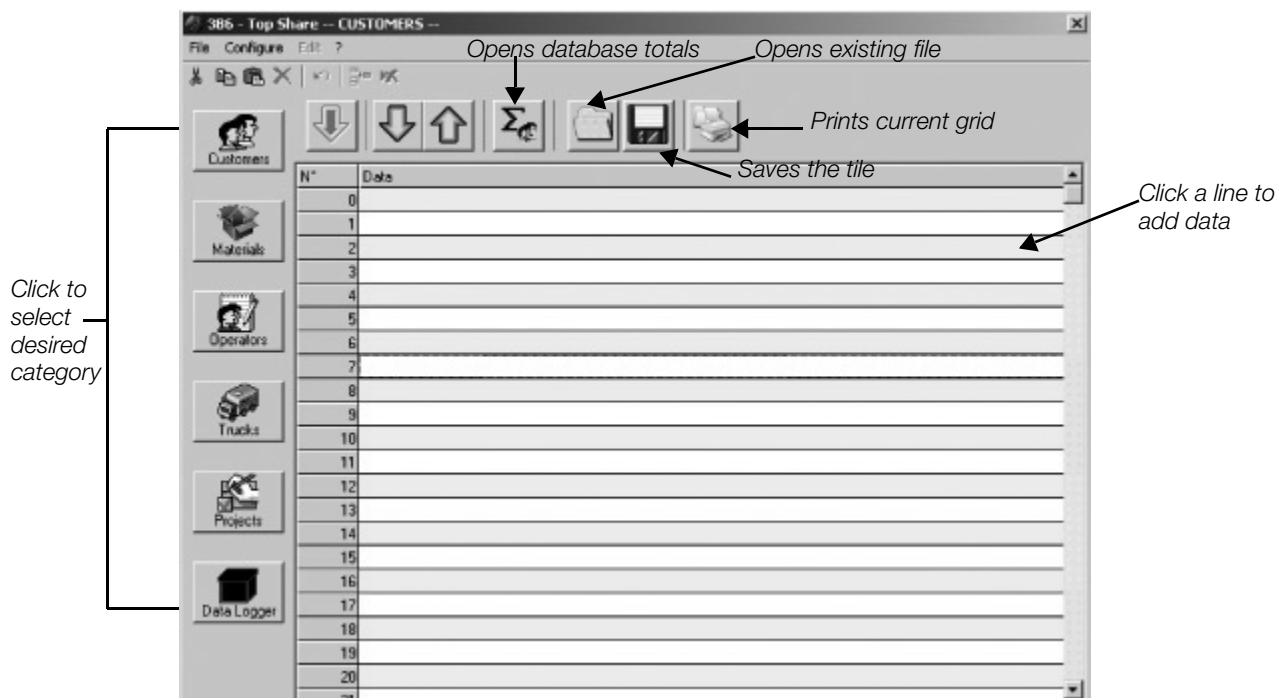 386 - Top Share -- CUSTOMERS --
File Configure Edit ?
Opens database totals
Opens existing file
Prints current grid
Saves the tile
Customers
N° Data
0
1
Click a line to
add data
Materials
2
3
Click to
select
desired
category
4
5
Operators
6
7
8
9
Trucks
10
11
12
13
Projects
14
15
16
17
Data Logger
18
19
20
21